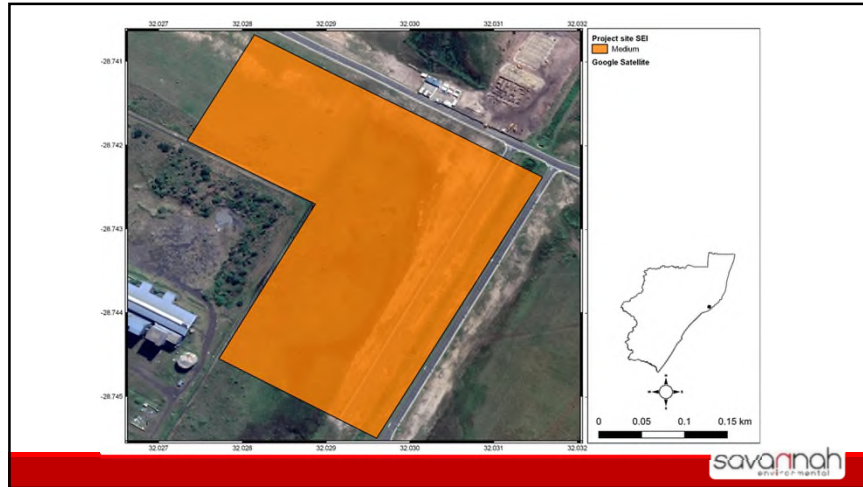 32.027 32.028 32.029 32.030 32.031 32.032
-28.741
-28.742
-28.743
-28.744
-28.745
32.027 32.028 32.029 32.030 32.031 32.032
Project site SEI
Medium
Google Satellite
0 0.05 0.1 0.15 km
savannah
environmental